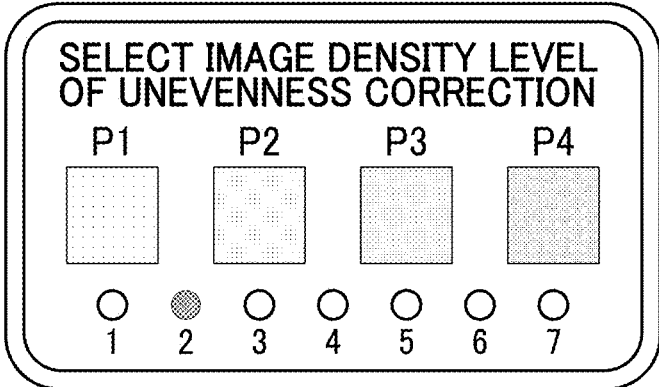 SELECT IMAGE DENSITY LEVEL
OF UNEVENNESS CORRECTION
P1 P2 P3 P4
1 2 3 4 5 6 7